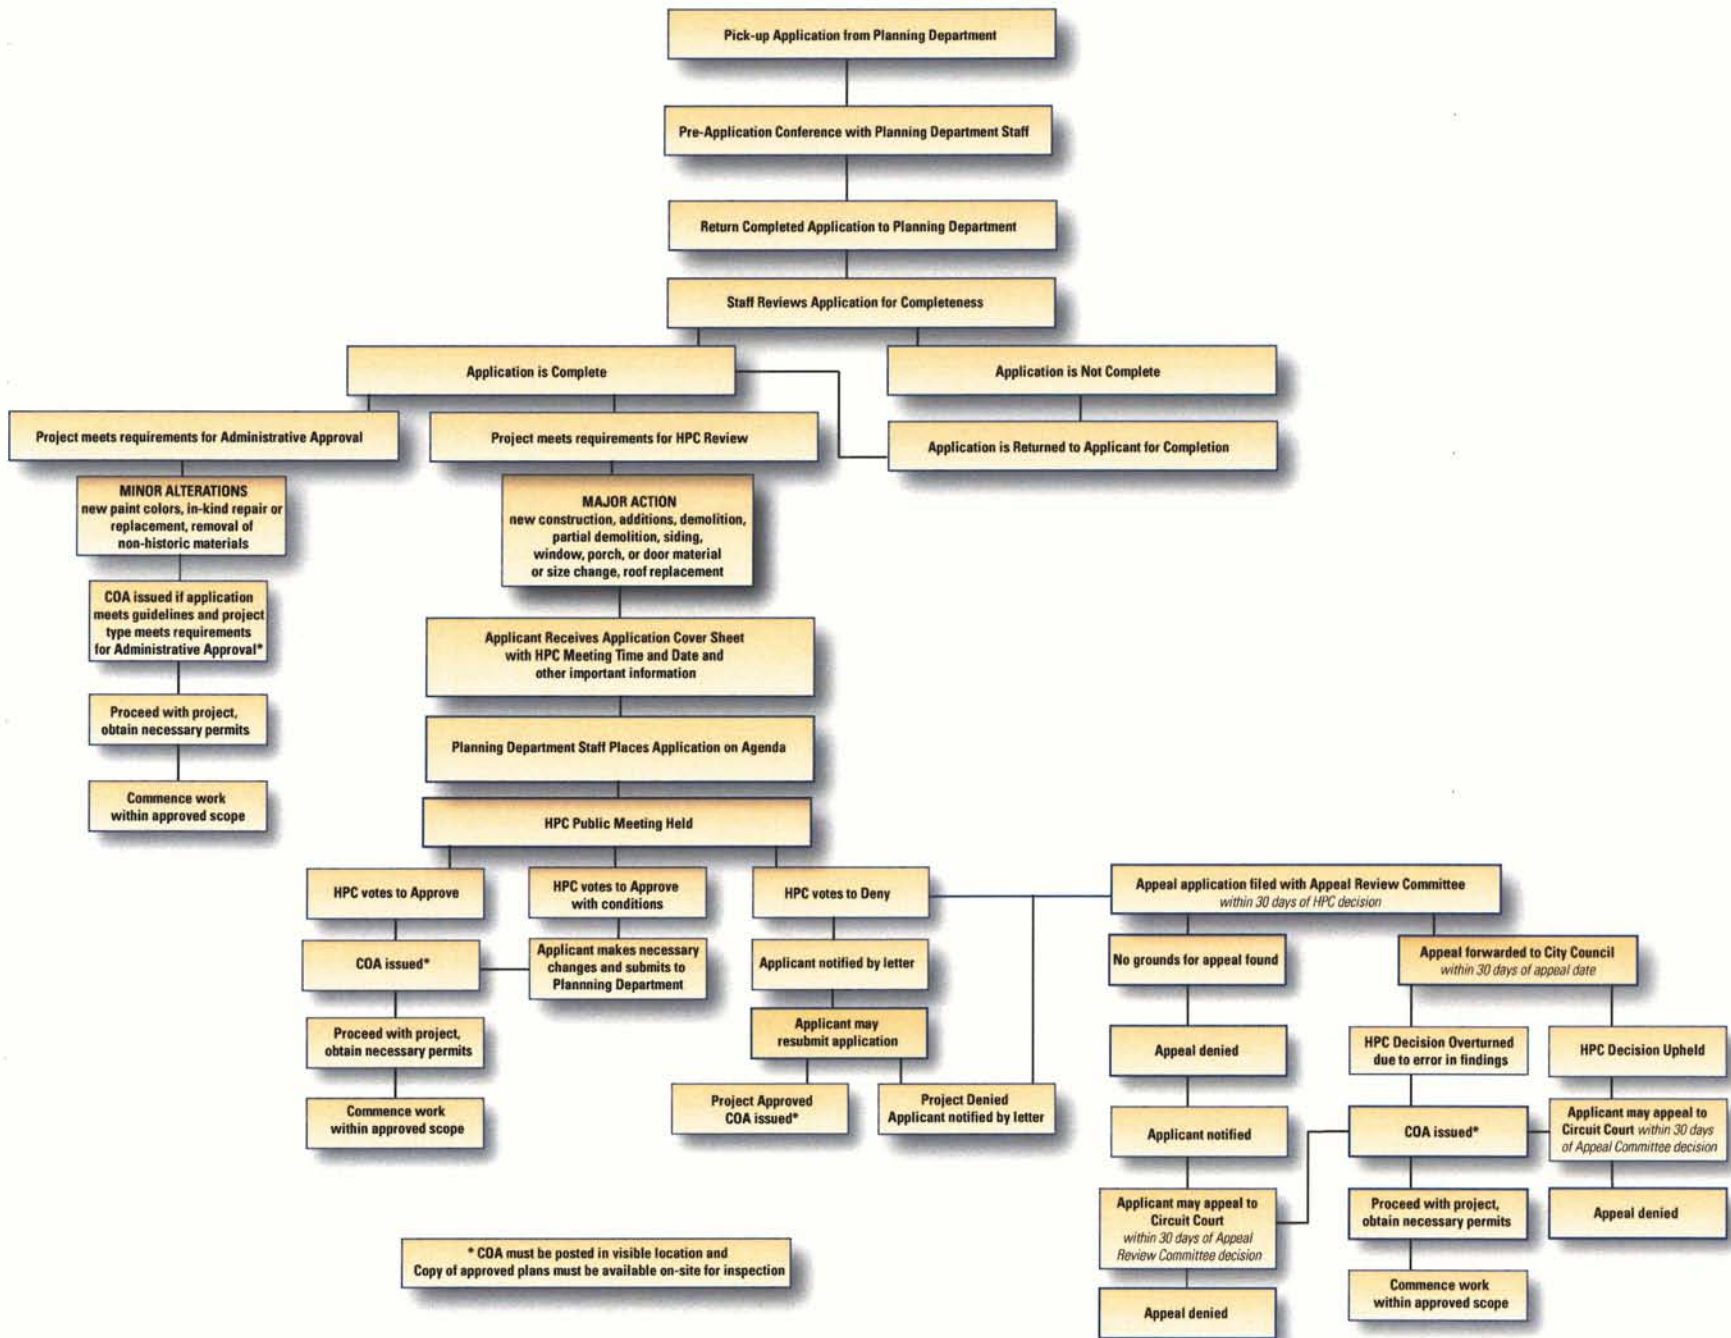 Pick-up Application from Planning Department
Pre-Application Conference with Planning Department Staff
Return Completed Application to Planning Department
Staff Reviews Application for Completeness
Application is Complete
Application is Not Complete
Project meets requirements for Administrative Approval
Project meets requirements for HPC Review
Application is Returned to Applicant for Completion
MINOR ALTERATIONS
new paint colors, in-kind repair or
replacement, removal of
non-historic materials
MAJOR ACTION
new construction, additions, demolition,
partial demolition, siding,
window, porch, or door material
or size change, roof replacement
COA issued if application
meets guidelines and project
type meets requirements
for Administrative Approval*
Applicant Receives Application Cover Sheet
with HPC Meeting Time and Date and
other important information
Proceed with project,
obtain necessary permits
Planning Department Staff Places Application on Agenda
Commence work
within approved scope
HPC Public Meeting Held
HPC votes to Approve
HPC votes to Approve
with conditions
HPC votes to Deny
Appeal application filed with Appeal Review Committee
within 30 days of HPC decision
COA issued*
Applicant makes necessary
changes and submits to
Plannning Department
Applicant notified by letter
No grounds for appeal found
Appeal forwarded to City Council
within 30 days of appeal date
Proceed with project,
obtain necessary permits
Applicant may
resubmit application
Appeal denied
HPC Decision Overturned
due to error in findings
HPC Decision Upheld
Commence work
within approved scope
Project Approved
COA issued*
Project Denied
Applicant notified by letter
Applicant notified
COA issued*
Applicant may appeal to
Circuit Court within 30 days
of Appeal Committee decision
Applicant may appeal to
Circuit Court
within 30 days of Appeal
Review Committee decision
Proceed with project,
obtain necessary permits
Appeal denied
* COA must be posted in visible location and
Copy of approved plans must be available on-site for inspection
Appeal denied
Commence work
within approved scope